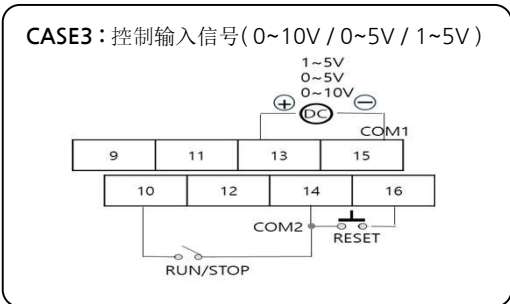 CASE3：控制输入信号( 0~10V / 0~5V / 1~5V )
1~5V
0~5V
0~10V
+ DC −
COM1
9 11 13 15
10 12 14 16
COM2
RESET
RUN/STOP